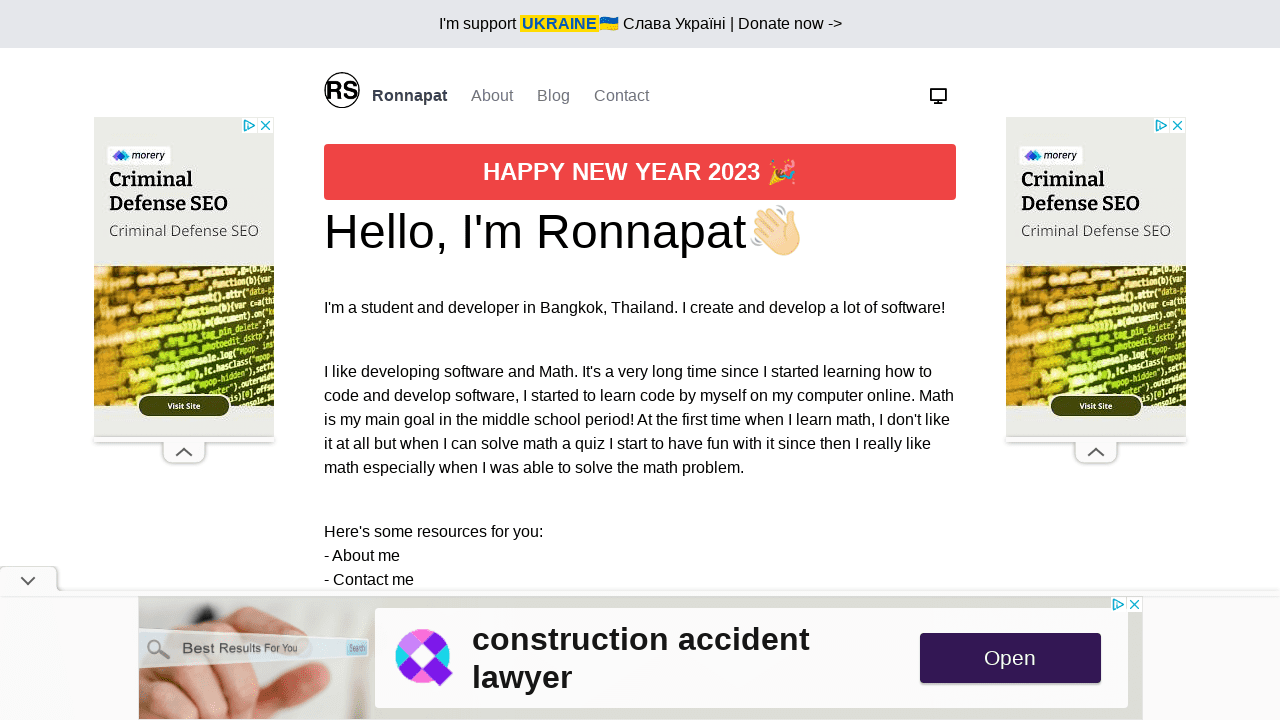 I'm support UKRAINE🇺🇦 Слава Україні | Donate now ->
RS Ronnapat About Blog Contact
HAPPY NEW YEAR 2023 🎉
Hello, I'm Ronnapat👋🏻
I'm a student and developer in Bangkok, Thailand. I create and develop a lot of software!
I like developing software and Math. It's a very long time since I started learning how to
code and develop software, I started to learn code by myself on my computer online. Math
is my main goal in the middle school period! At the first time when I learn math, I don't like
it at all but when I can solve math a quiz I start to have fun with it since then I really like
math especially when I was able to solve the math problem.
Here's some resources for you:
- About me
- Contact me
morery
Criminal
Defense SEO
Criminal Defense SEO
Visit Site
morery
Criminal
Defense SEO
Criminal Defense SEO
Visit Site
Best Results For You Search
construction accident
lawyer
Open